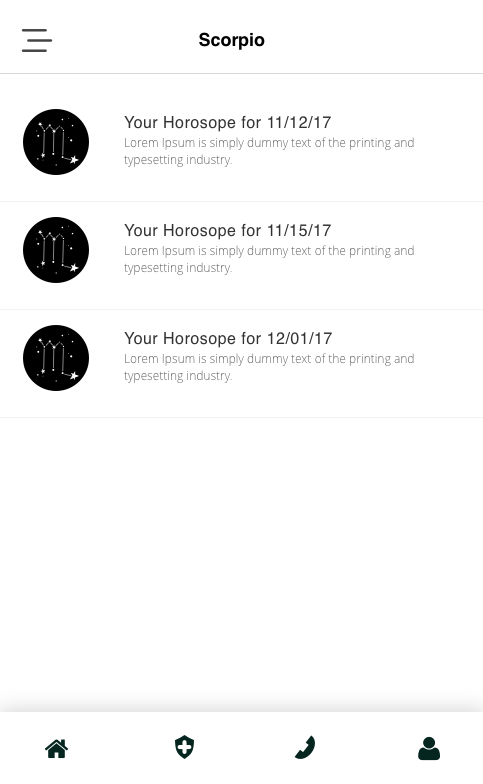 Scorpio
Your Horosope for 11/12/17
Lorem Ipsum is simply dummy text of the printing and
typesetting industry.
Your Horosope for 11/15/17
Lorem Ipsum is simply dummy text of the printing and
typesetting industry.
Your Horosope for 12/01/17
Lorem Ipsum is simply dummy text of the printing and
typesetting industry.